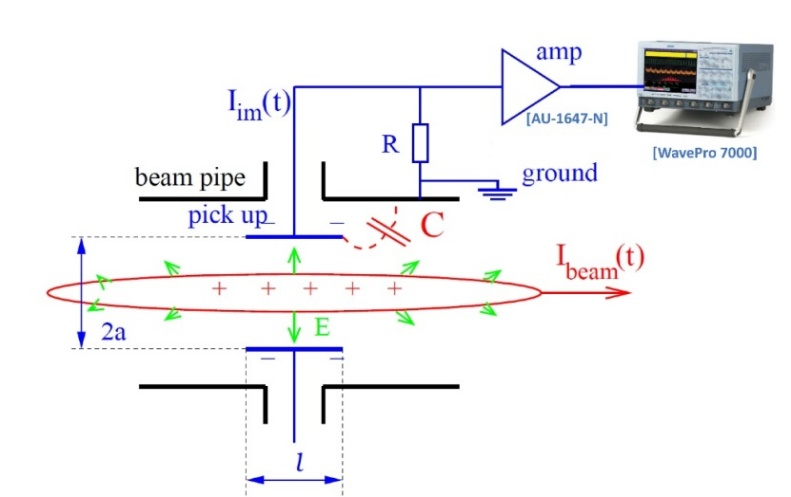 amp
I_im(t)
[AU-1647-N]
[WavePro 7000]
R
beam pipe
ground
pick up
− −
C
I_beam(t)
+ + + + +
E
2a
− −
l